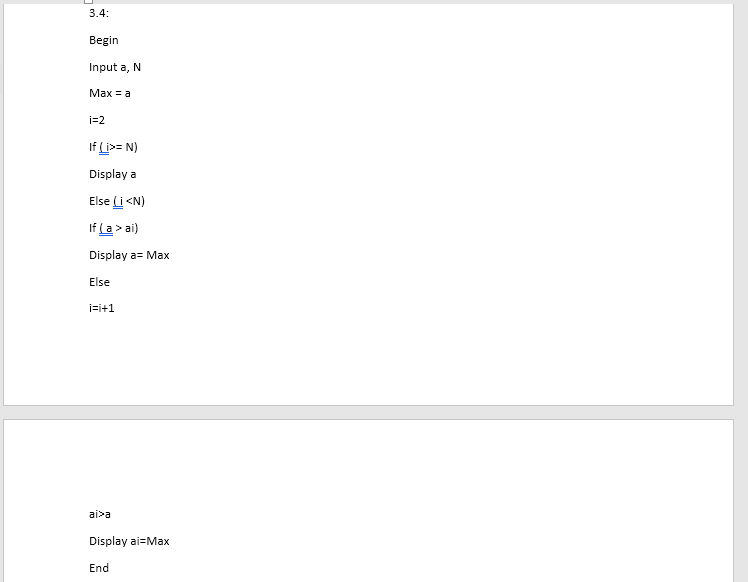 3.4:
Begin
Input a, N
Max = a
i=2
If ( i>= N)
Display a
Else ( i <N)
If ( a > ai)
Display a= Max
Else
i=i+1
ai>a
Display ai=Max
End